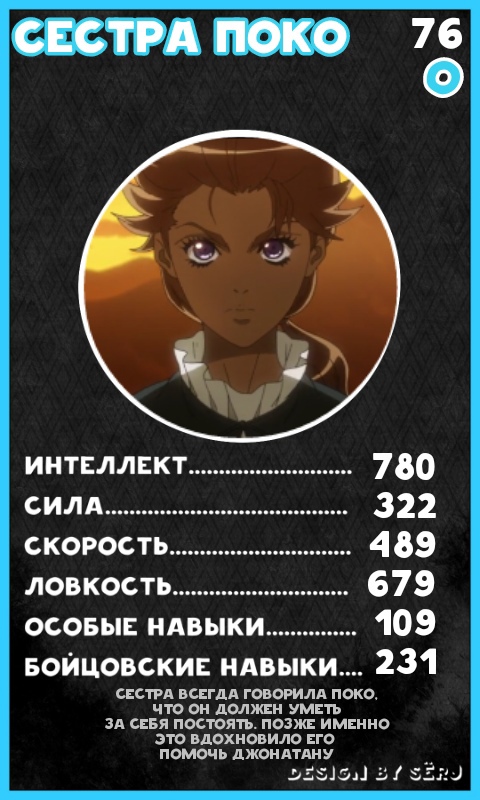 СЕСТРА ПОКО
76
О
ИНТЕЛЛЕКТ.............................. 780
СИЛА............................................. 322
СКОРОСТЬ................................. 489
ЛОВКОСТЬ................................ 679
ОСОБЫЕ НАВЫКИ................ 109
БОЙЦОВСКИЕ НАВЫКИ.... 231
СЕСТРА ВСЕГДА ГОВОРИЛА ПОКО,
ЧТО ОН ДОЛЖЕН УМЕТЬ
ЗА СЕБЯ ПОСТОЯТЬ. ПОЗЖЕ ИМЕННО
ЭТО ВДОХНОВИЛО ЕГО
ПОМОЧЬ ДЖОНАТАНУ
DESIGN BY SЁRJ